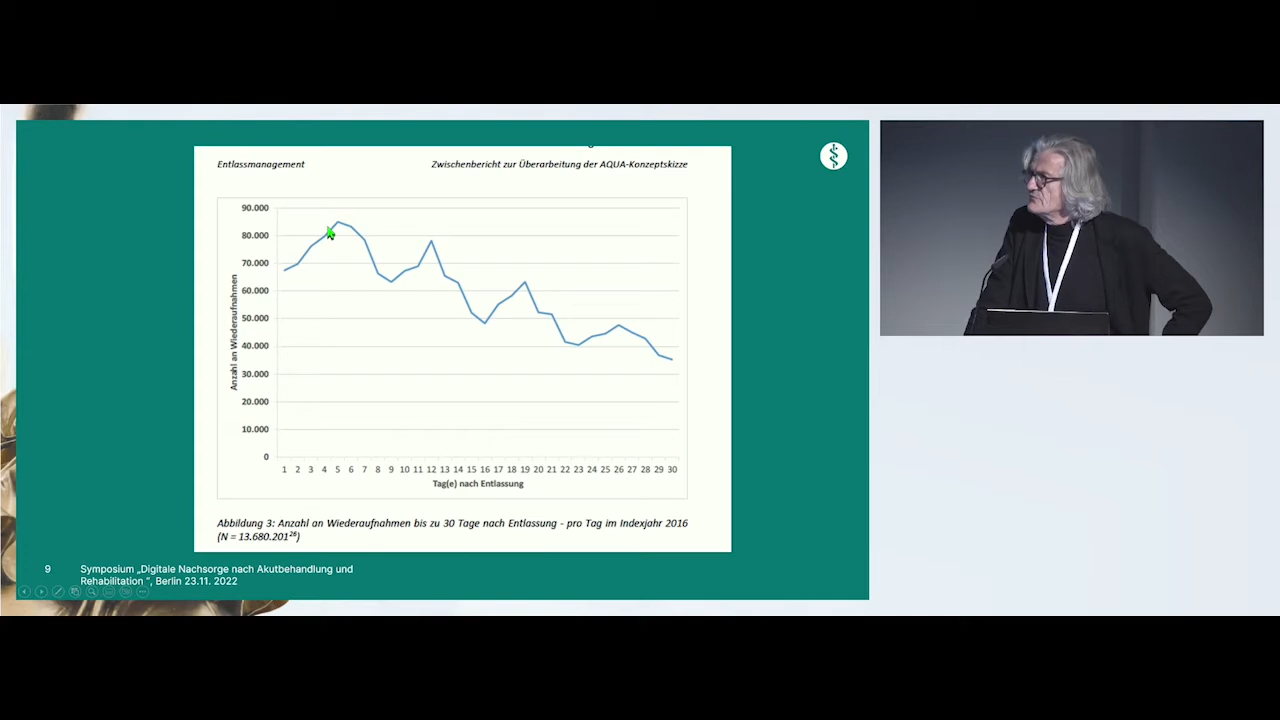 Entlassmanagement
Zwischenbericht zur Überarbeitung der AQUA-Konzeptskizze
90.000
80.000
70.000
60.000
50.000
40.000
30.000
20.000
10.000
0
Anzahl an Wiederaufnahmen
1 2 3 4 5 6 7 8 9 10 11 12 13 14 15 16 17 18 19 20 21 22 23 24 25 26 27 28 29 30
Tag(e) nach Entlassung
Abbildung 3: Anzahl an Wiederaufnahmen bis zu 30 Tage nach Entlassung - pro Tag im Indexjahr 2016
(N = 13.680.201²⁶)
9
Symposium „Digitale Nachsorge nach Akutbehandlung und
Rehabilitation “, Berlin 23.11. 2022